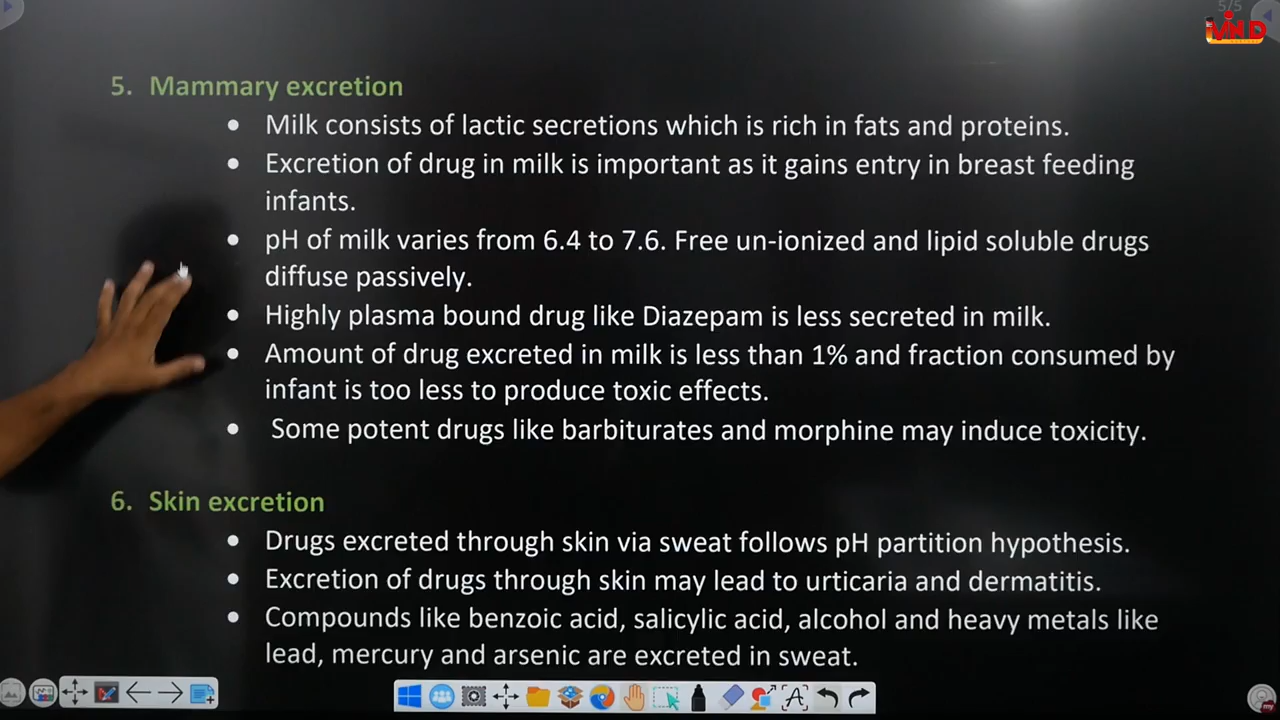 5/5
iMIND
5. Mammary excretion
• Milk consists of lactic secretions which is rich in fats and proteins.
• Excretion of drug in milk is important as it gains entry in breast feeding
infants.
• pH of milk varies from 6.4 to 7.6. Free un-ionized and lipid soluble drugs
diffuse passively.
• Highly plasma bound drug like Diazepam is less secreted in milk.
• Amount of drug excreted in milk is less than 1% and fraction consumed by
infant is too less to produce toxic effects.
• Some potent drugs like barbiturates and morphine may induce toxicity.
6. Skin excretion
• Drugs excreted through skin via sweat follows pH partition hypothesis.
• Excretion of drugs through skin may lead to urticaria and dermatitis.
• Compounds like benzoic acid, salicylic acid, alcohol and heavy metals like
lead, mercury and arsenic are excreted in sweat.
A
my